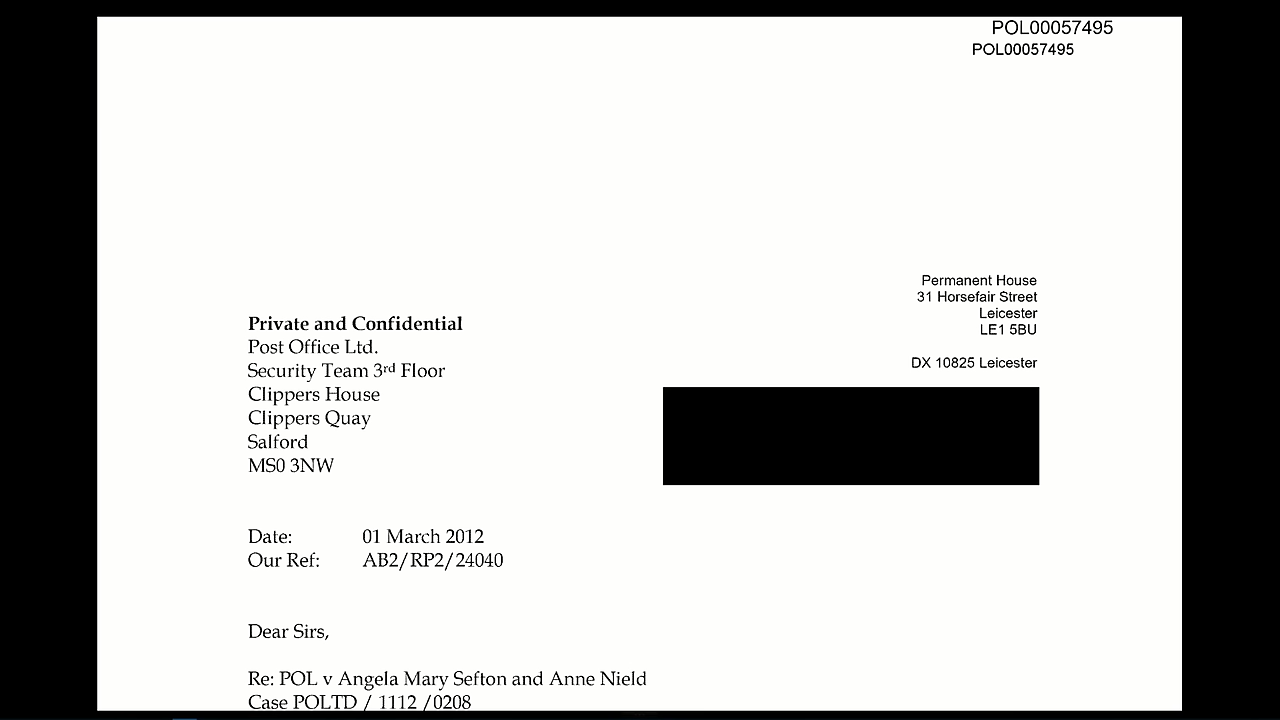 POL00057495
POL00057495
Permanent House
31 Horsefair Street
Leicester
LE1 5BU
DX 10825 Leicester
Private and Confidential
Post Office Ltd.
Security Team 3rd Floor
Clippers House
Clippers Quay
Salford
MS0 3NW
Date: 01 March 2012
Our Ref: AB2/RP2/24040
Dear Sirs,
Re: POL v Angela Mary Sefton and Anne Nield
Case POLTD / 1112 /0208